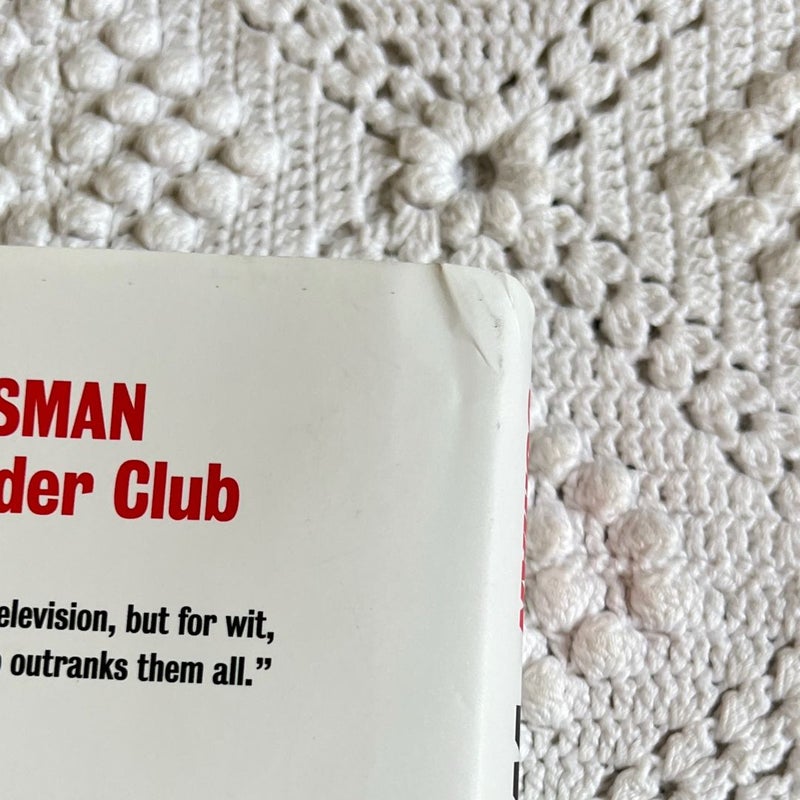 SMAN
der Club
elevision, but for wit,
o outranks them all.”